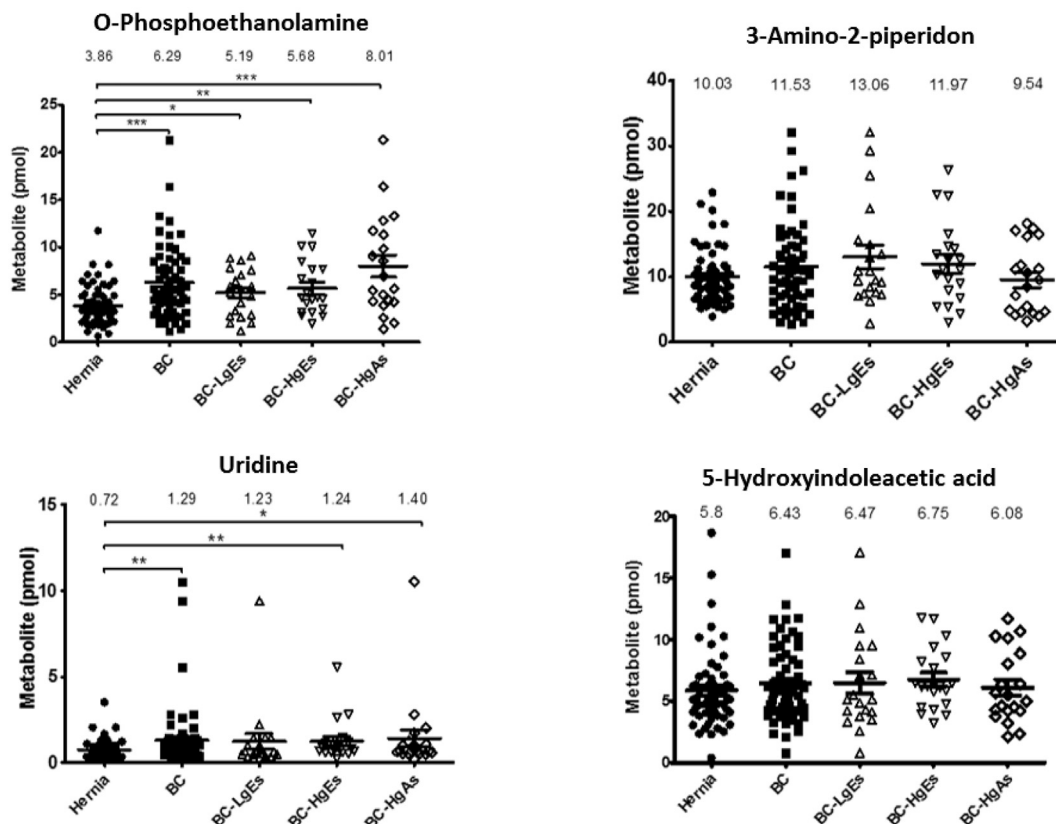 O-Phosphoethanolamine
3.86 6.29 5.19 5.68 8.01
***
**
*
***
Metabolite (pmol)
25
20
15
10
5
0
Hernia BC BC-LgEs BC-HgEs BC-HgAs
3-Amino-2-piperidon
10.03 11.53 13.06 11.97 9.54
Metabolite (pmol)
40
30
20
10
0
Hernia BC BC-LgEs BC-HgEs BC-HgAs
Uridine
0.72 1.29 1.23 1.24 1.40
*
**
**
Metabolite (pmol)
15
10
5
0
Hernia BC BC-LgEs BC-HgEs BC-HgAs
5-Hydroxyindoleacetic acid
5.8 6.43 6.47 6.75 6.08
Metabolite (pmol)
20
15
10
5
0
Hernia BC BC-LgEs BC-HgEs BC-HgAs